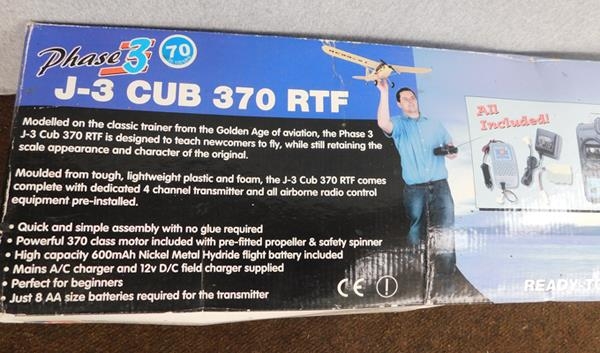 Phase 3
70
J-3 CUB 370 RTF
Modelled on the classic trainer from the Golden Age of aviation, the Phase 3
J-3 Cub 370 RTF is designed to teach newcomers to fly, while still retaining the
scale appearance and character of the original.
Moulded from tough, lightweight plastic and foam, the J-3 Cub 370 RTF comes
complete with dedicated 4 channel transmitter and all airborne radio control
equipment pre-installed.
• Quick and simple assembly with no glue required
• Powerful 370 class motor included with pre-fitted propeller & safety spinner
• High capacity 600mAh Nickel Metal Hydride flight battery included
• Mains A/C charger and 12v D/C field charger supplied
• Perfect for beginners
• Just 8 AA size batteries required for the transmitter
CE
All
Included!
READY-TO